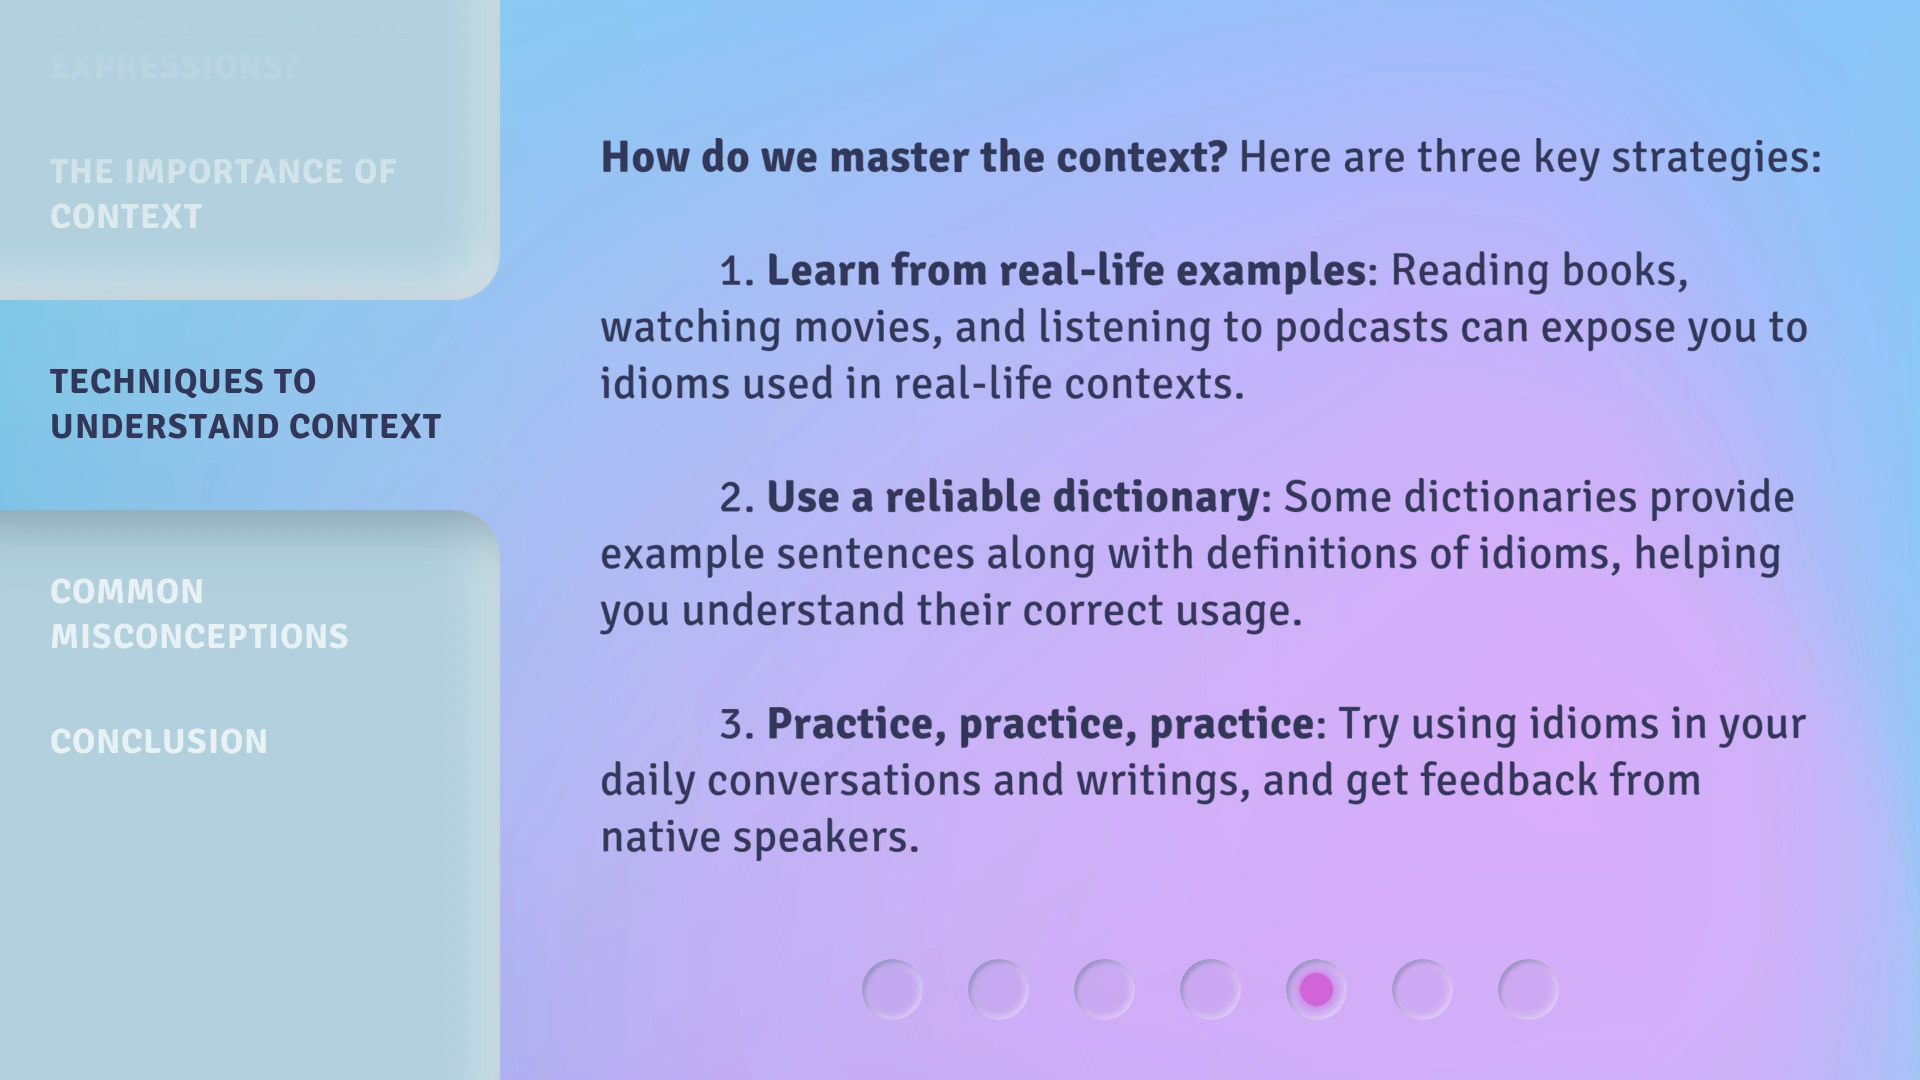 EXPRESSIONS?
THE IMPORTANCE OF
CONTEXT
TECHNIQUES TO
UNDERSTAND CONTEXT
COMMON
MISCONCEPTIONS
CONCLUSION
How do we master the context? Here are three key strategies:
1. Learn from real-life examples: Reading books,
watching movies, and listening to podcasts can expose you to
idioms used in real-life contexts.
2. Use a reliable dictionary: Some dictionaries provide
example sentences along with definitions of idioms, helping
you understand their correct usage.
3. Practice, practice, practice: Try using idioms in your
daily conversations and writings, and get feedback from
native speakers.